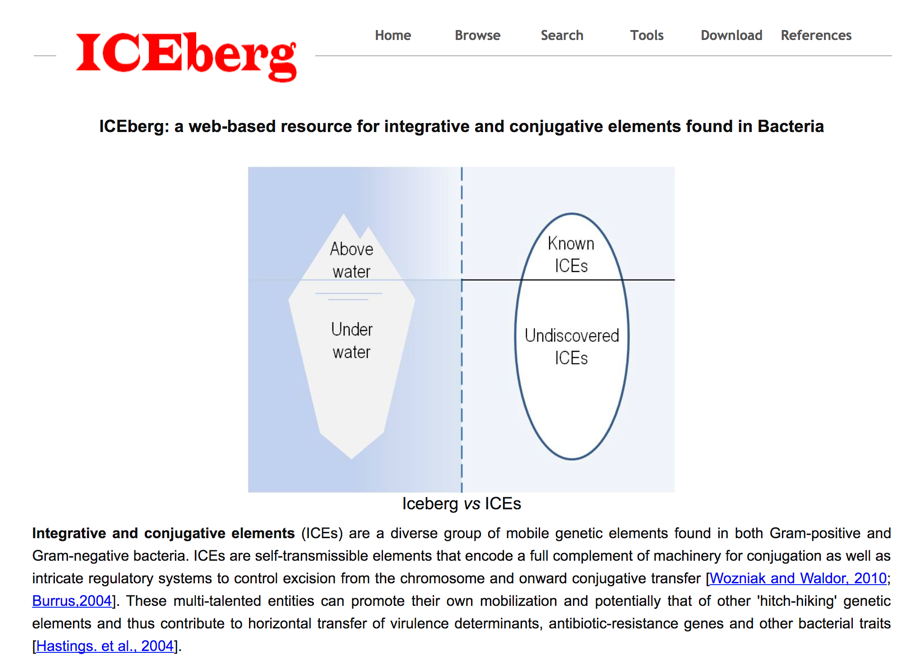 ICEberg
Home Browse Search Tools Download References
ICEberg: a web-based resource for integrative and conjugative elements found in Bacteria
Above
water
Under
water
Known
ICEs
Undiscovered
ICEs
Iceberg vs ICEs
Integrative and conjugative elements (ICEs) are a diverse group of mobile genetic elements found in both Gram-positive and
Gram-negative bacteria. ICEs are self-transmissible elements that encode a full complement of machinery for conjugation as well as
intricate regulatory systems to control excision from the chromosome and onward conjugative transfer [Wozniak and Waldor, 2010;
Burrus,2004]. These multi-talented entities can promote their own mobilization and potentially that of other 'hitch-hiking' genetic
elements and thus contribute to horizontal transfer of virulence determinants, antibiotic-resistance genes and other bacterial traits
[Hastings. et al., 2004].